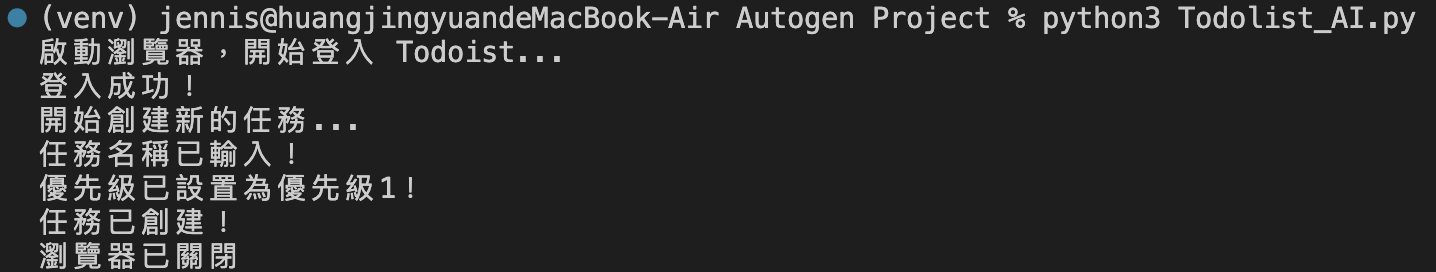 (venv) jennis@huangjingyuandeMacBook-Air Autogen Project % python3 Todolist_AI.py
啟動瀏覽器，開始登入 Todoist...
登入成功！
開始創建新的任務...
任務名稱已輸入！
優先級已設置為優先級1！
任務已創建！
瀏覽器已關閉